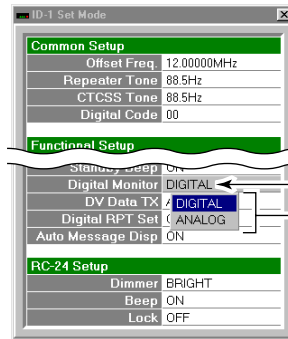 ID-1 Set Mode
Common Setup
Offset Freq. 12.00000MHz
Repeater Tone 88.5Hz
CTCSS Tone 88.5Hz
Digital Code 00
Functional Setup
Standby Beep ON
Digital Monitor DIGITAL
DV Data TX A DIGITAL
Digital RPT Set ANALOG
Auto Message Disp ON
RC-24 Setup
Dimmer BRIGHT
Beep ON
Lock OFF